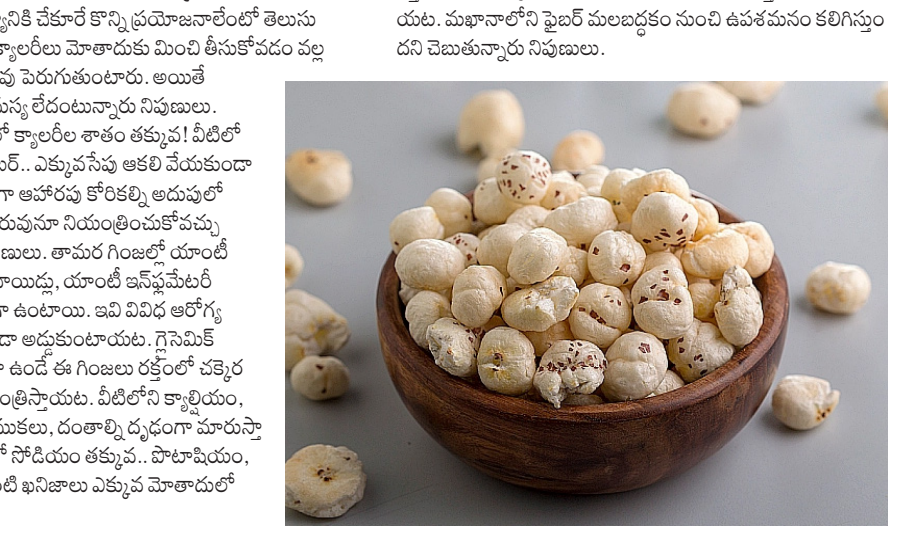 చేకూరే కొన్ని ప్రయోజనాలేంటో తెలుసు
క్యాలరీలు మోతాదుకు మించి తీసుకోవడం వల్ల
పెరుగుతుంటారు. అయితే
లేదంటున్నారు నిపుణులు.
క్యాలరీల శాతం తక్కువ! వీటిలో
ఎక్కువసేపు ఆకలి వేయకుండా
ఆహారపు కోరికల్ని అదుపులో
నియంత్రించుకోవచ్చు
తామర గింజల్లో యాంటీ
యాంటీ ఇన్‌ఫ్లమేటరీ
ఉంటాయి. ఇవి వివిధ ఆరోగ్య
అడ్డుకుంటాయట. గ్లైసెమిక్
ఉండే ఈ గింజలు రక్తంలో చక్కెర
వీటిలోని క్యాల్షియం,
దంతాల్ని దృఢంగా మారుస్తా
సోడియం తక్కువ.. పొటాషియం,
ఖనిజాలు ఎక్కువ మోతాదులో
యట. మఖానాలోని ఫైబర్ మలబద్ధకం నుంచి ఉపశమనం కలిగిస్తుం
దని చెబుతున్నారు నిపుణులు.